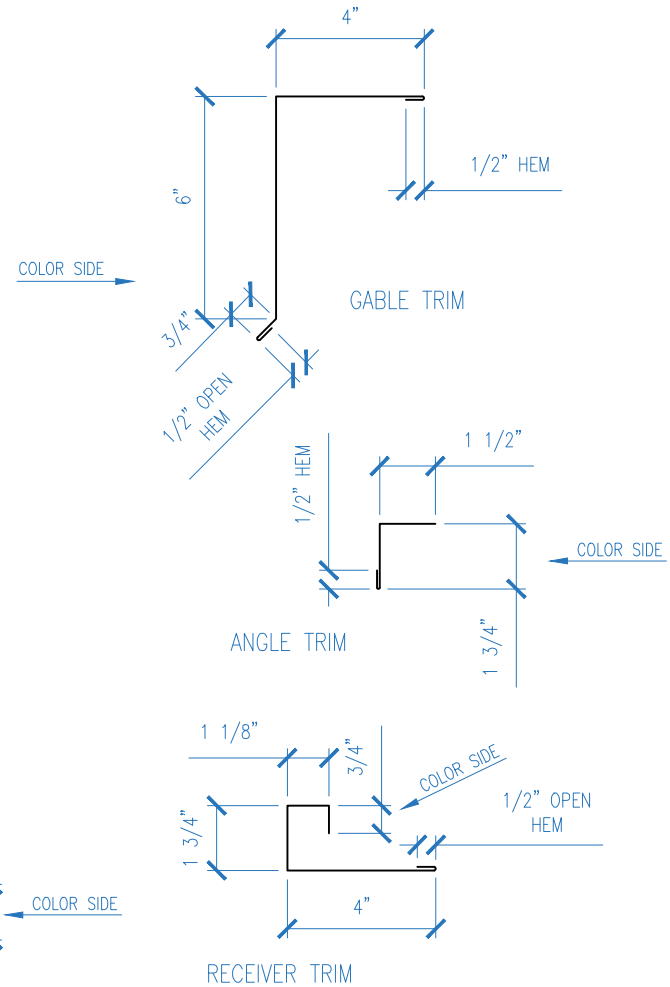 4"
1/2" HEM
6"
COLOR SIDE
GABLE TRIM
3/4"
1/2" OPEN
HEM
1 1/2"
1/2" HEM
COLOR SIDE
1 3/4"
ANGLE TRIM
1 1/8"
3/4"
COLOR SIDE
1/2" OPEN
HEM
1 3/4"
4"
COLOR SIDE
RECEIVER TRIM